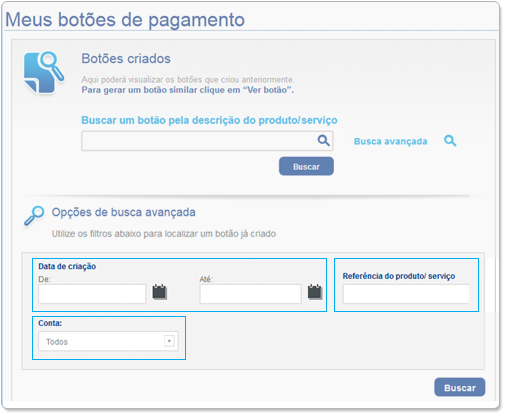 Meus botões de pagamento
Botões criados
Aqui poderá visualizar os botões que criou anteriormente.
Para gerar um botão similar clique em “Ver botão”.
Buscar um botão pela descrição do produto/serviço
Busca avançada
Buscar
Opções de busca avançada
Utilize os filtros abaixo para localizar um botão já criado
Data de criação
De:
Até:
Referência do produto/ serviço
Conta:
Todos
Buscar